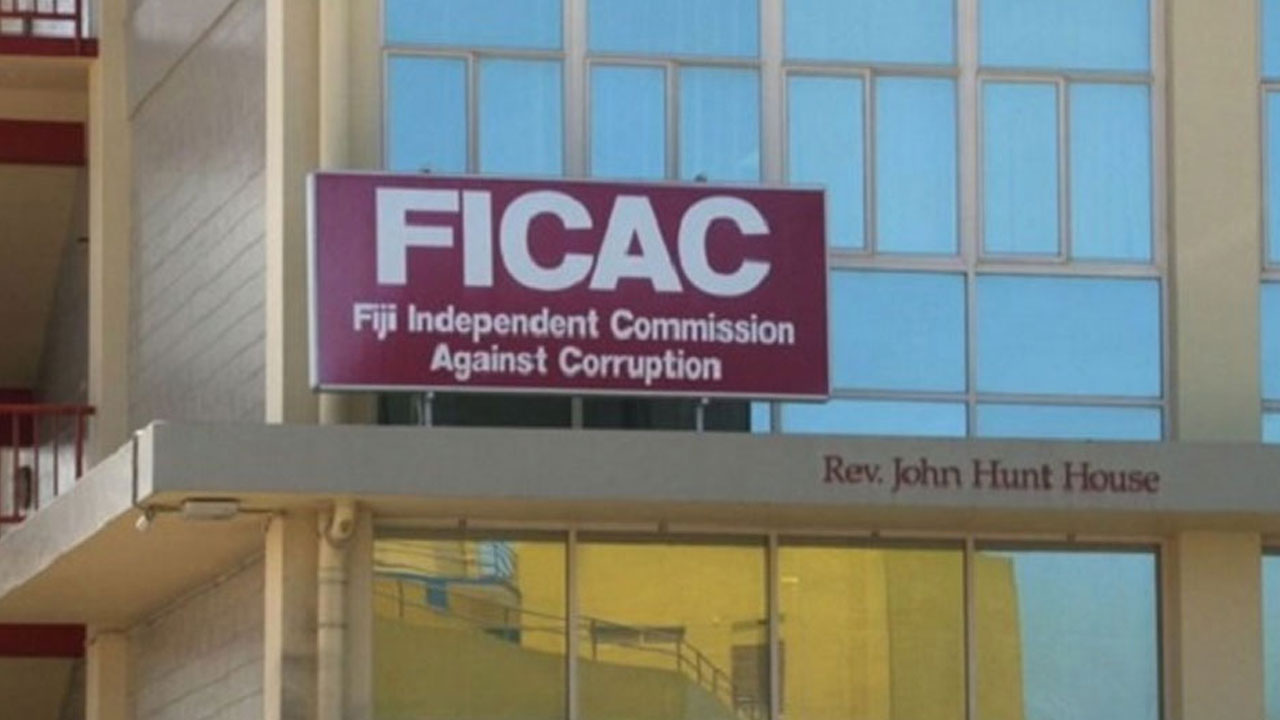 FICAC
Fiji Independent Commission
Against Corruption
Rev. John Hunt House